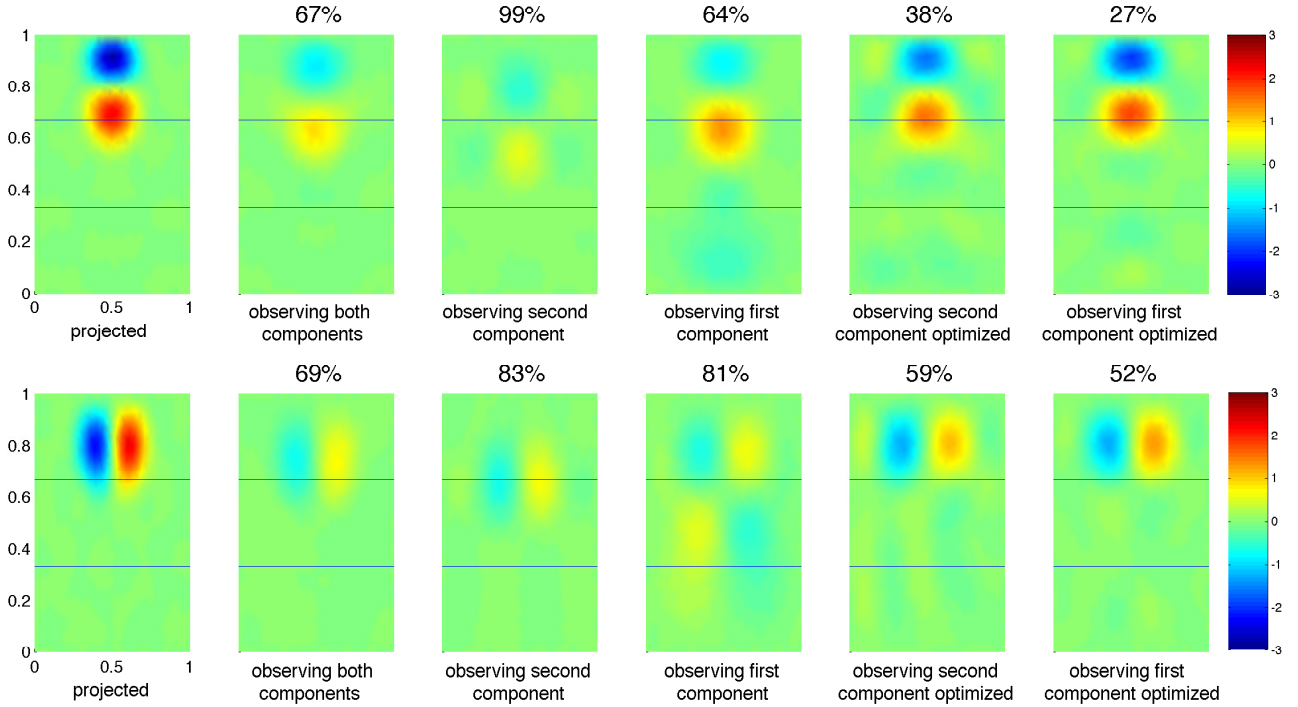 67% 99% 64% 38% 27%
1
0.8
0.6
0.4
0.2
0
0 0.5 1
3
2
1
0
-1
-2
-3
projected
observing both
components
observing second
component
observing first
component
observing second
component optimized
observing first
component optimized
69% 83% 81% 59% 52%
1
0.8
0.6
0.4
0.2
0
0 0.5 1
3
2
1
0
-1
-2
-3
projected
observing both
components
observing second
component
observing first
component
observing second
component optimized
observing first
component optimized